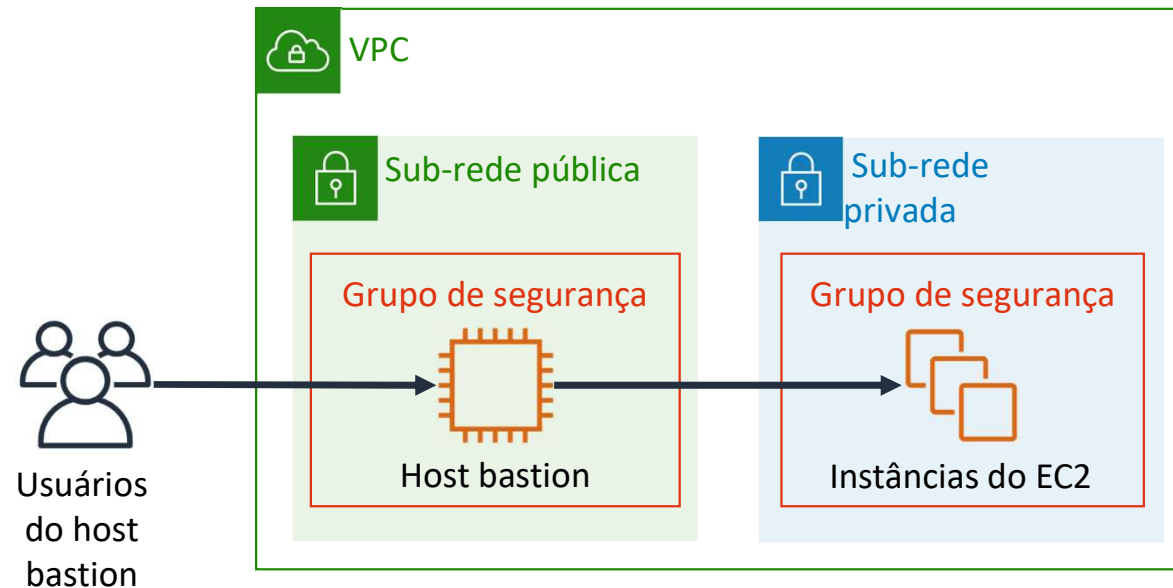 VPC
Sub-rede pública
Sub-rede
privada
Grupo de segurança
Grupo de segurança
Host bastion
Instâncias do EC2
Usuários
do host
bastion